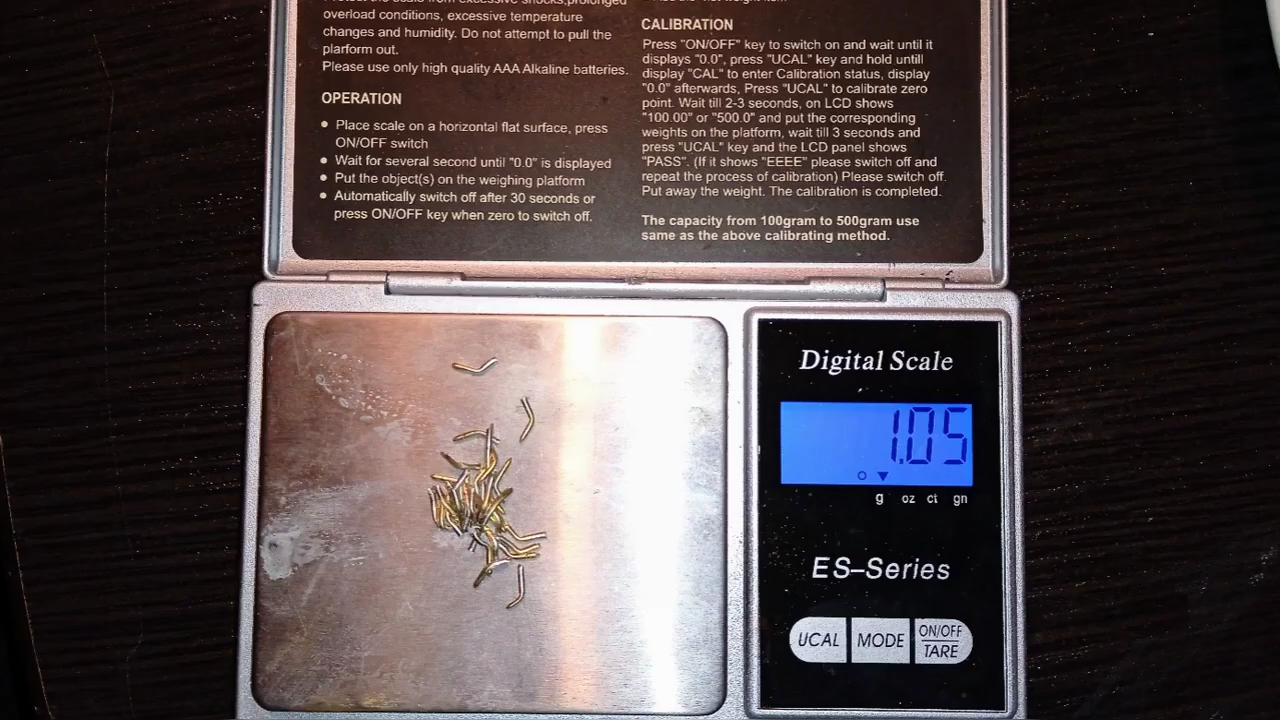 overload conditions, excessive temperature
changes and humidity. Do not attempt to pull the
plarform out.
Please use only high quality AAA Alkaline batteries.
OPERATION
Place scale on a horizontal flat surface, press
ON/OFF switch
Wait for several second until "0.0" is displayed
Put the object(s) on the weighing platform
Automatically switch off after 30 seconds or
press ON/OFF key when zero to switch off.
CALIBRATION
Press "ON/OFF" key to switch on and wait until it
displays "0.0", press "UCAL" key and hold untill
display "CAL" to enter Calibration status, display
"0.0" afterwards, Press "UCAL" to calibrate zero
point. Wait till 2-3 seconds, on LCD shows
"100.00" or "500.0" and put the corresponding
weights on the platform, wait till 3 seconds and
press "UCAL" key and the LCD panel shows
"PASS". (If it shows "EEEE" please switch off and
repeat the process of calibration) Please switch off.
Put away the weight. The calibration is completed.
The capacity from 100gram to 500gram use
same as the above calibrating method.
Digital Scale
1.05
g oz ct gn
ES-Series
UCAL MODE ON/OFF
TARE